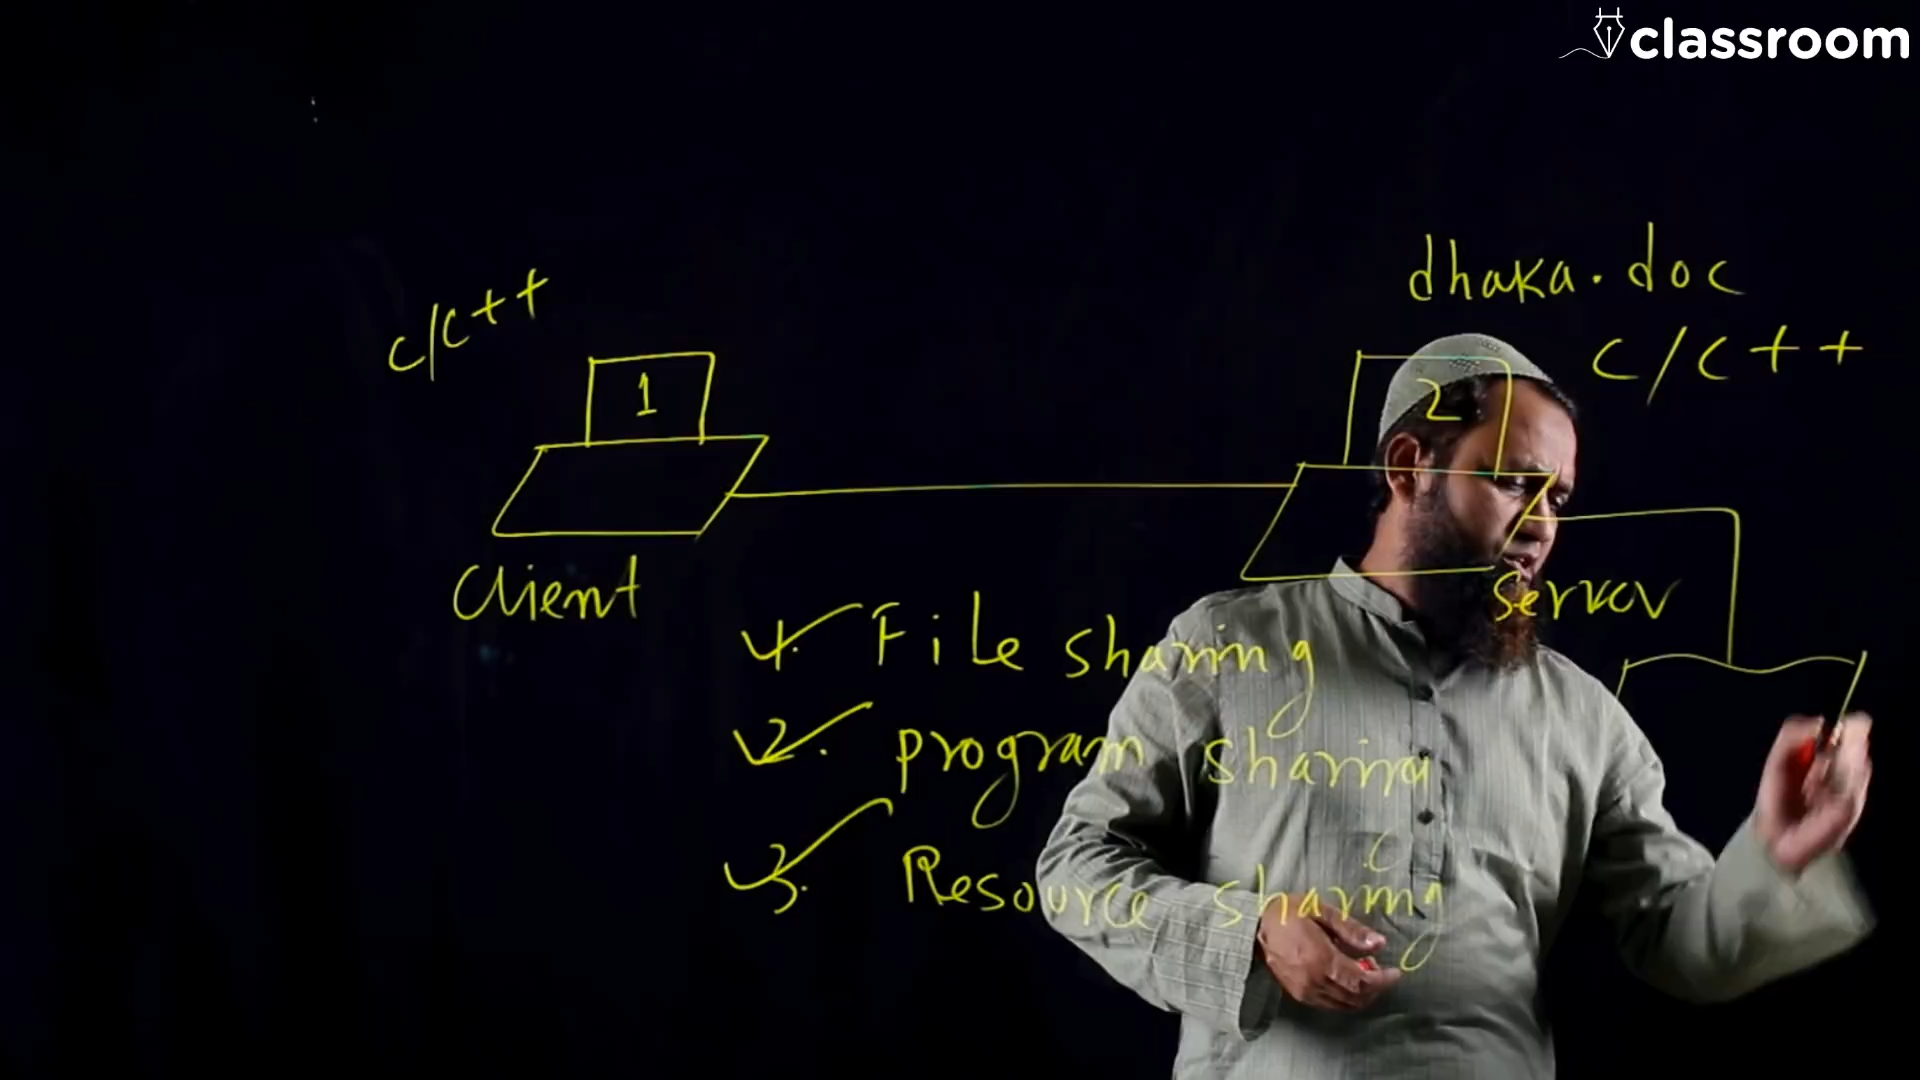 classroom
dhaka.doc
c/c++
c/c++
1
2
Client
Server
1. File sharing
2. program sharing
3. Resource sharing